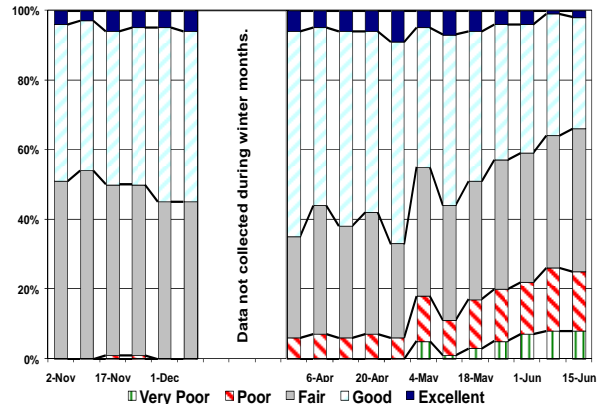 100%
80%
60%
40%
20%
0%
Data not collected during winter months.
2-Nov 17-Nov 1-Dec 6-Apr 20-Apr 4-May 18-May 1-Jun 15-Jun
Very Poor Poor Fair Good Excellent